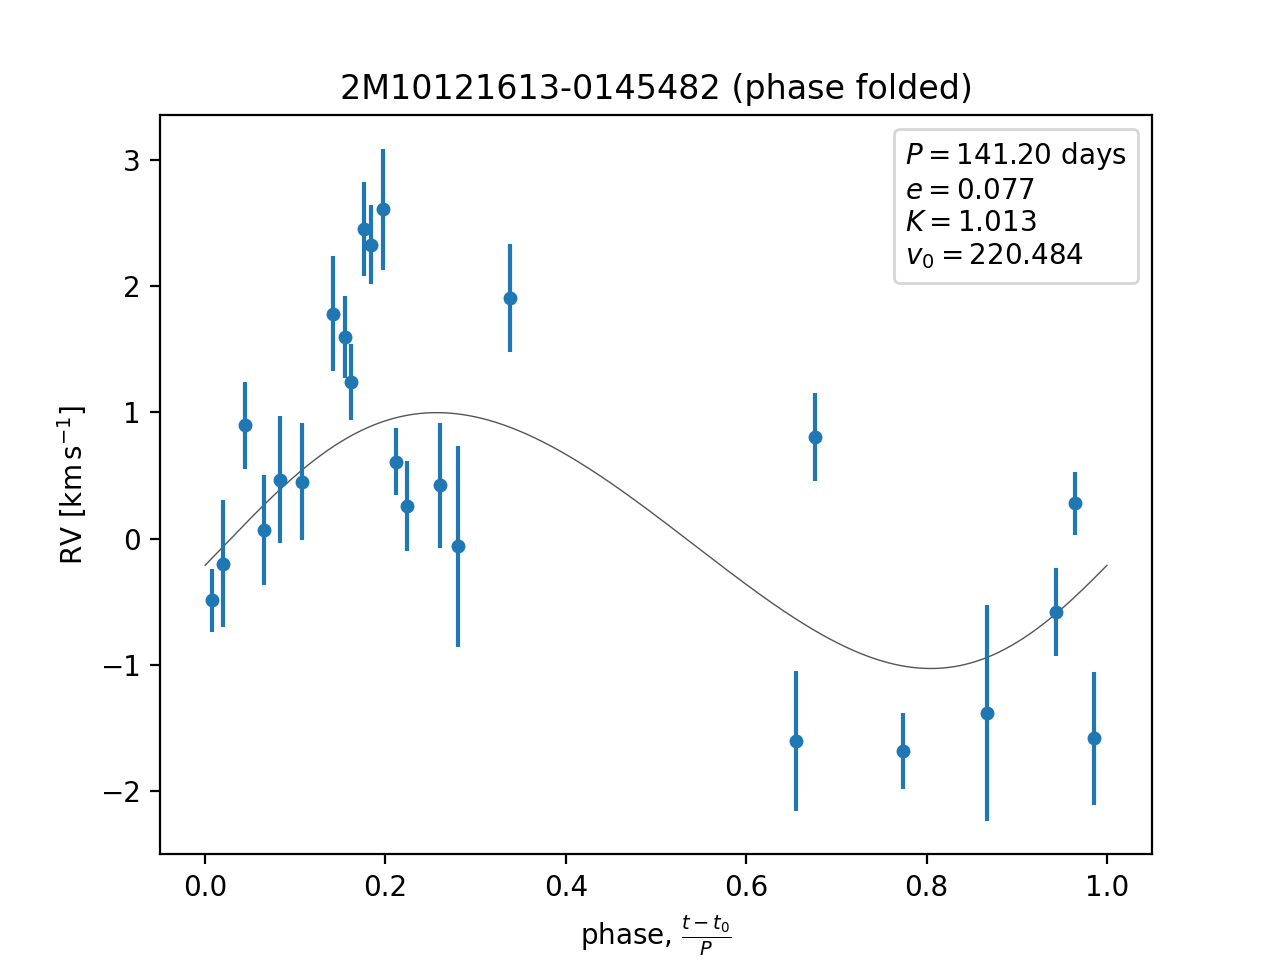 2M10121613-0145482 (phase folded)
P = 141.20 days
e = 0.077
K = 1.013
v₀ = 220.484
3
2
1
0
−1
−2
RV [km s⁻¹]
0.0 0.2 0.4 0.6 0.8 1.0
phase, (t − t₀)/P